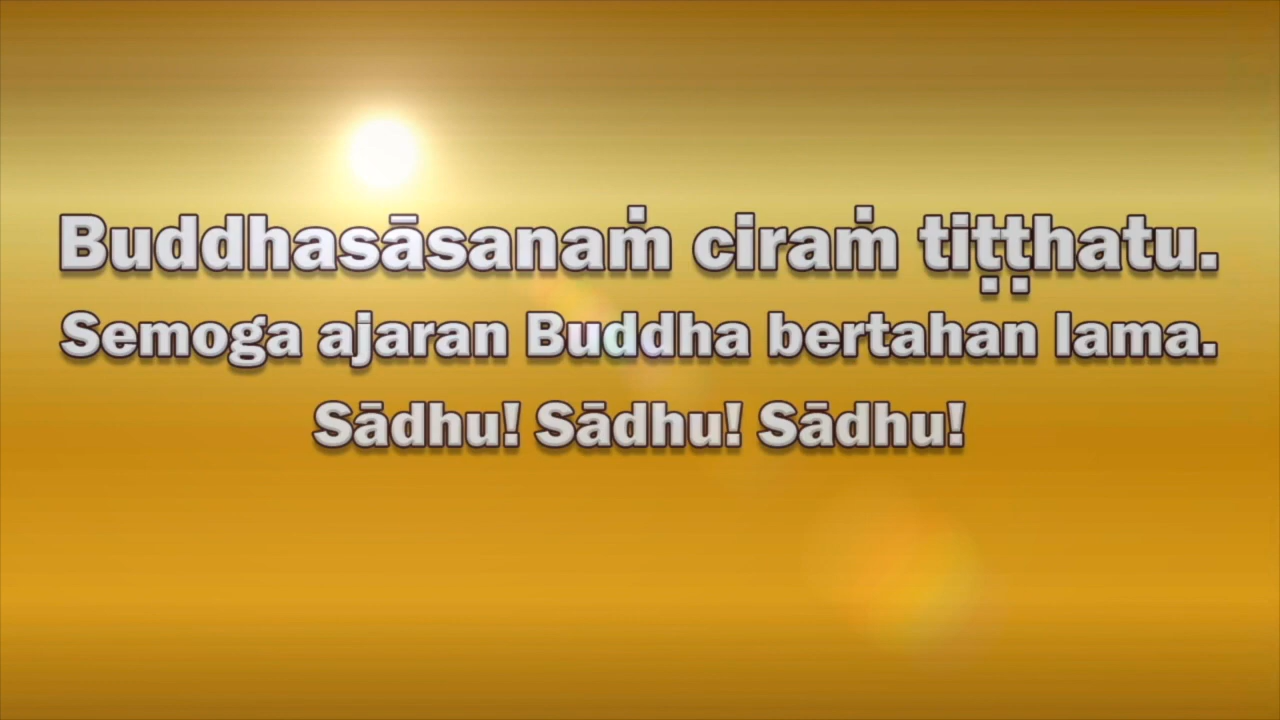 Buddhasāsanaṁ ciraṁ tiṭṭhatu.
Semoga ajaran Buddha bertahan lama.
Sādhu! Sādhu! Sādhu!